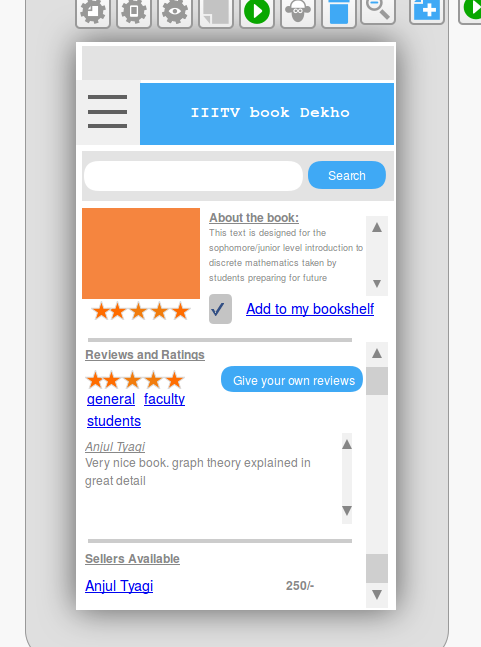 IIITV book Dekho
Search
About the book:
This text is designed for the
sophomore/junior level introduction to
discrete mathematics taken by
students preparing for future
Add to my bookshelf
Reviews and Ratings
Give your own reviews
general faculty
students
Anjul Tyagi
Very nice book. graph theory explained in
great detail
Sellers Available
Anjul Tyagi 250/-